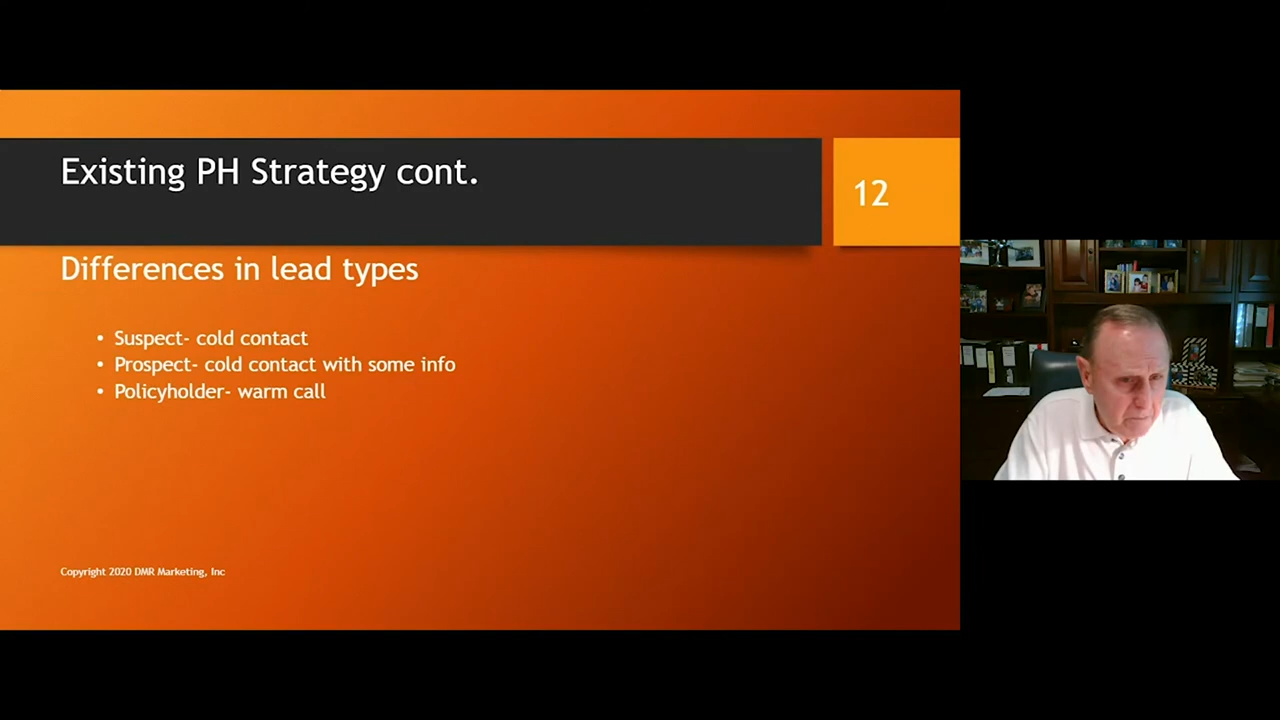 Existing PH Strategy cont.
12
Differences in lead types
• Suspect- cold contact
• Prospect- cold contact with some info
• Policyholder- warm call
Copyright 2020 DMR Marketing, Inc